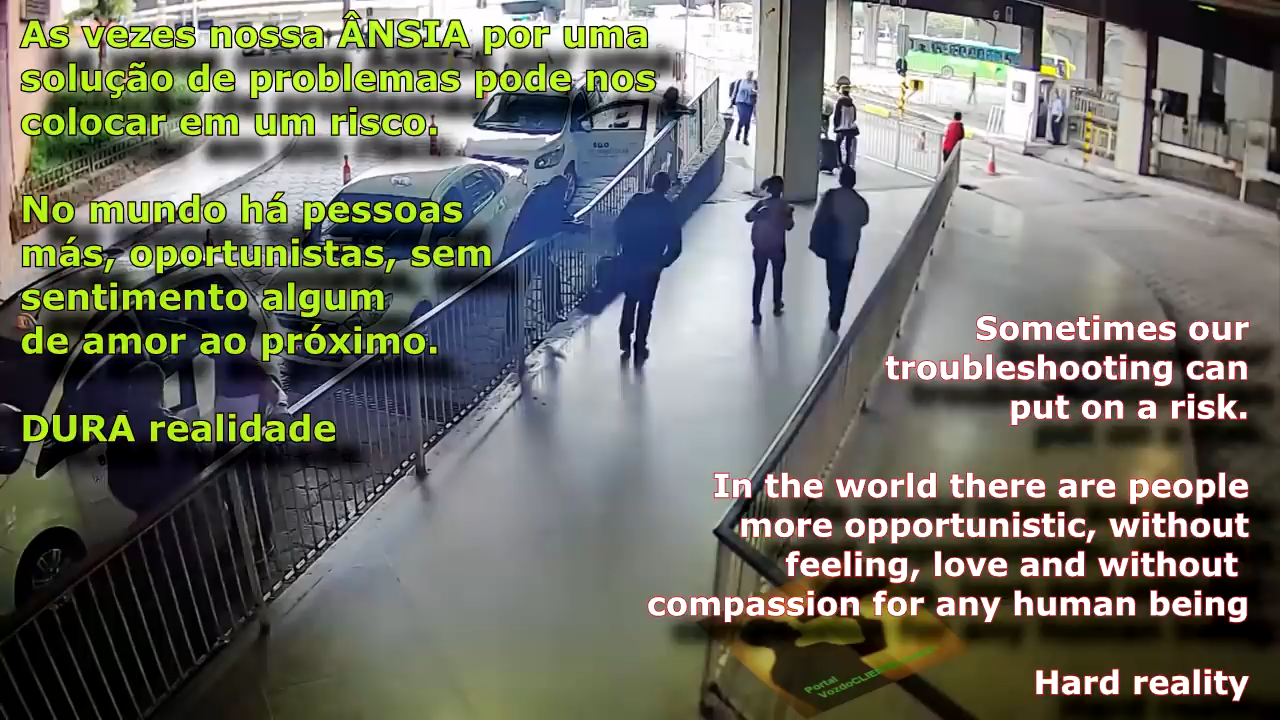 As vezes nossa ÂNSIA por uma
solução de problemas pode nos
colocar em um risco.
No mundo há pessoas
más, oportunistas, sem
sentimento algum
de amor ao próximo.
DURA realidade
Sometimes our
troubleshooting can
put on a risk.
In the world there are people
more opportunistic, without
feeling, love and without
compassion for any human being
Hard reality
Portal